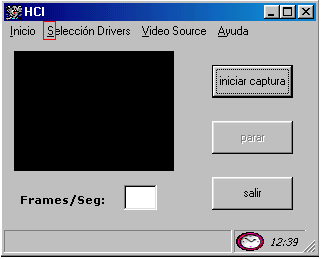 HCI
Inicio Selección Drivers Video Source Ayuda
iniciar captura
parar
Frames/Seg:
salir
12:39